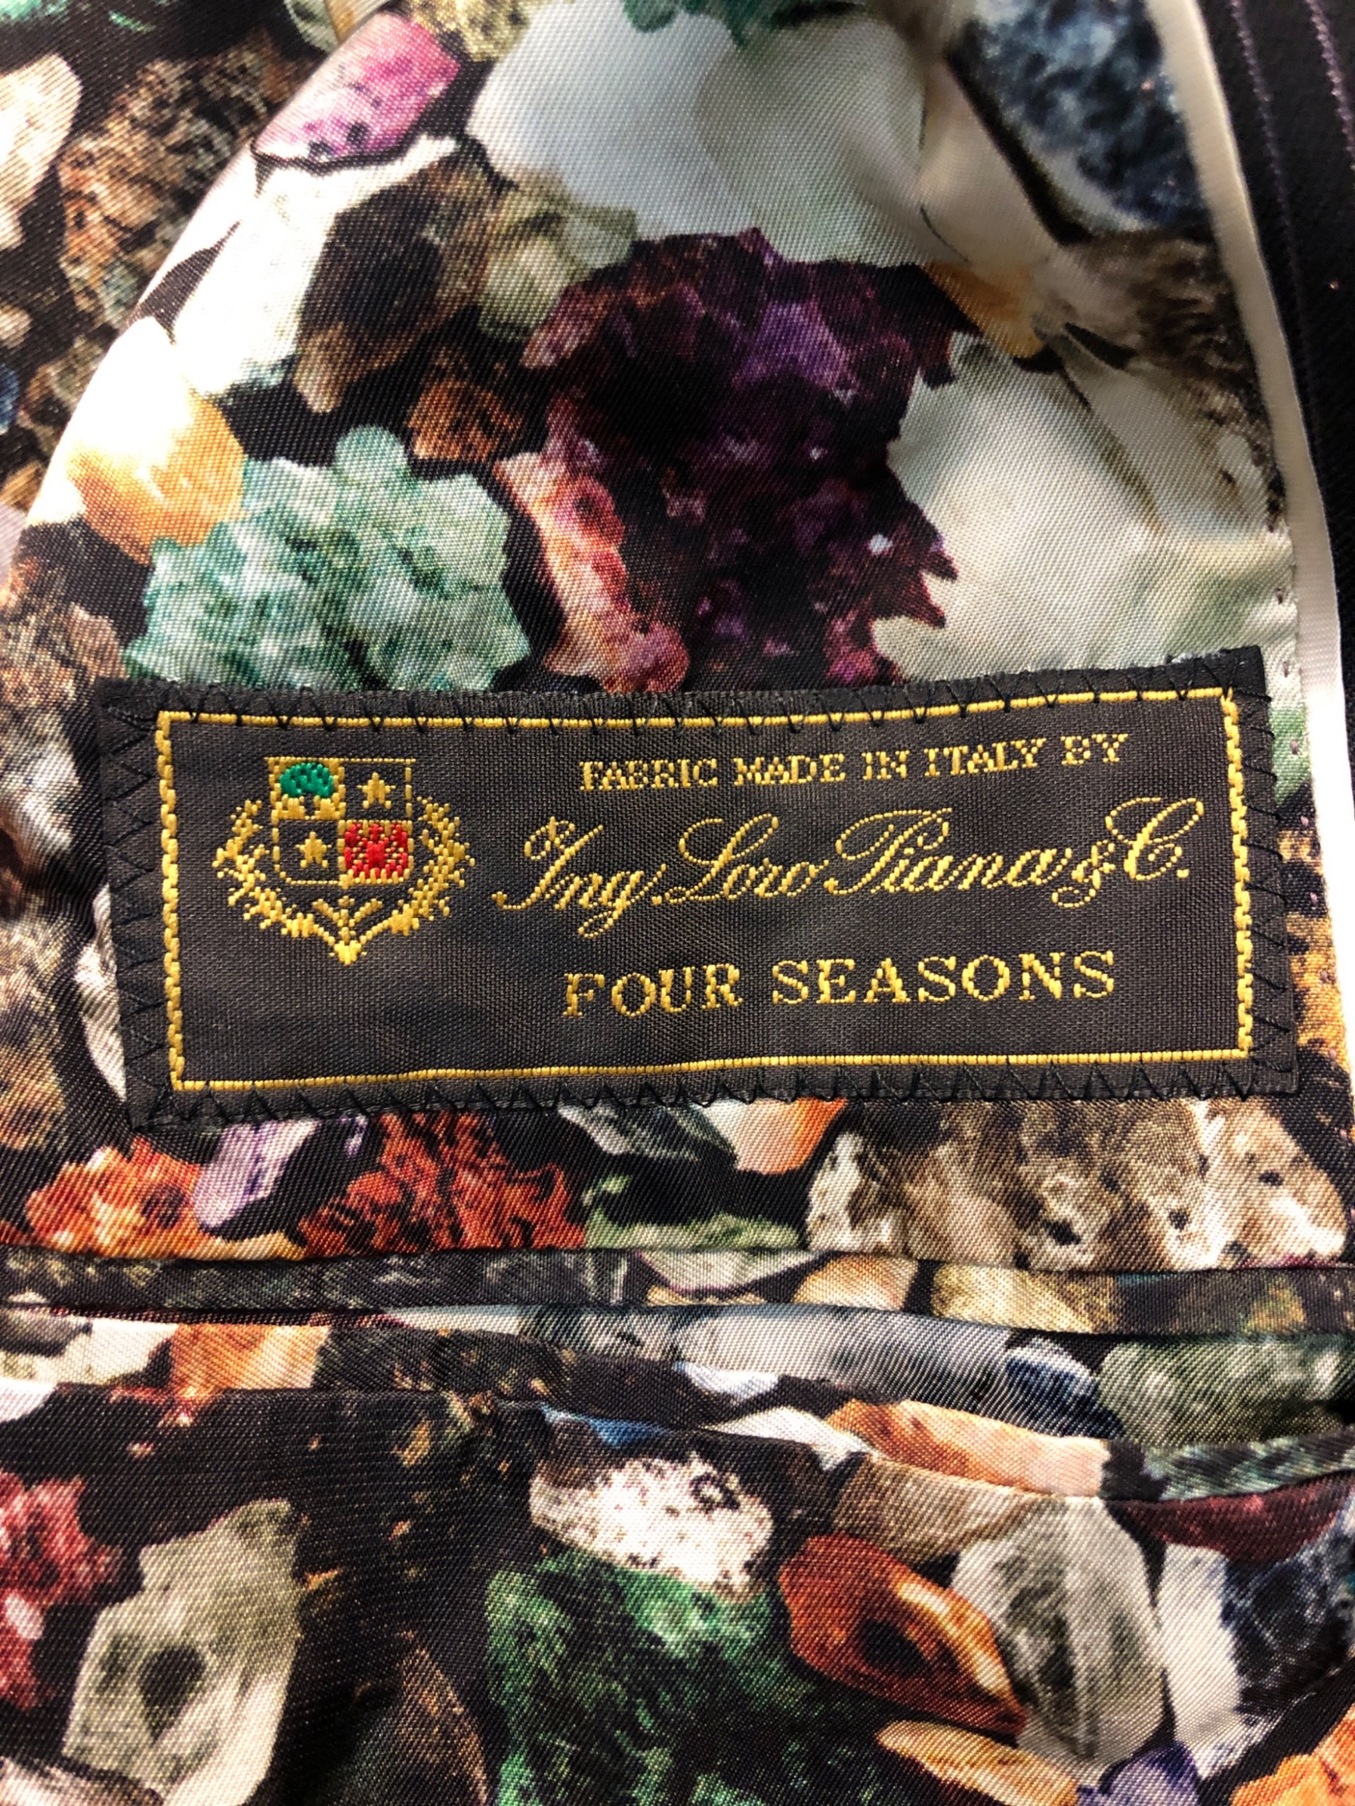 FABRIC MADE IN ITALY BY
Ing. Loro Piana & C.
FOUR SEASONS